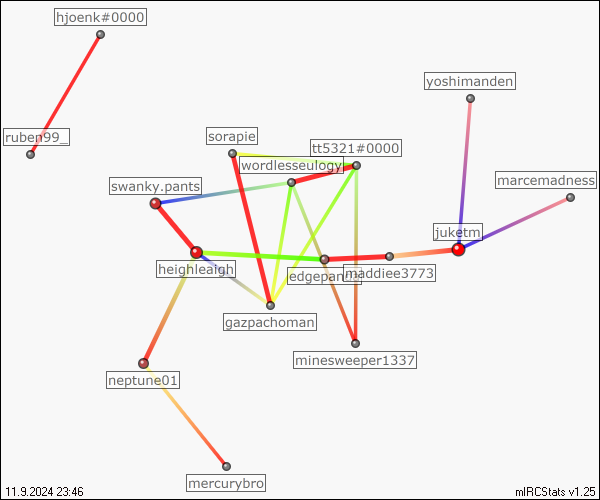 hjoenk#0000
yoshimanden
ruben99_
sorapie
tt5321#0000
wordlesseulogy
marcemadness
swanky.pants
juketm
heighleaigh
maddiee3773
gazpachoman
minesweeper1337
neptune01
mercurybro
11.9.2024 23:46
mIRCStats v1.25